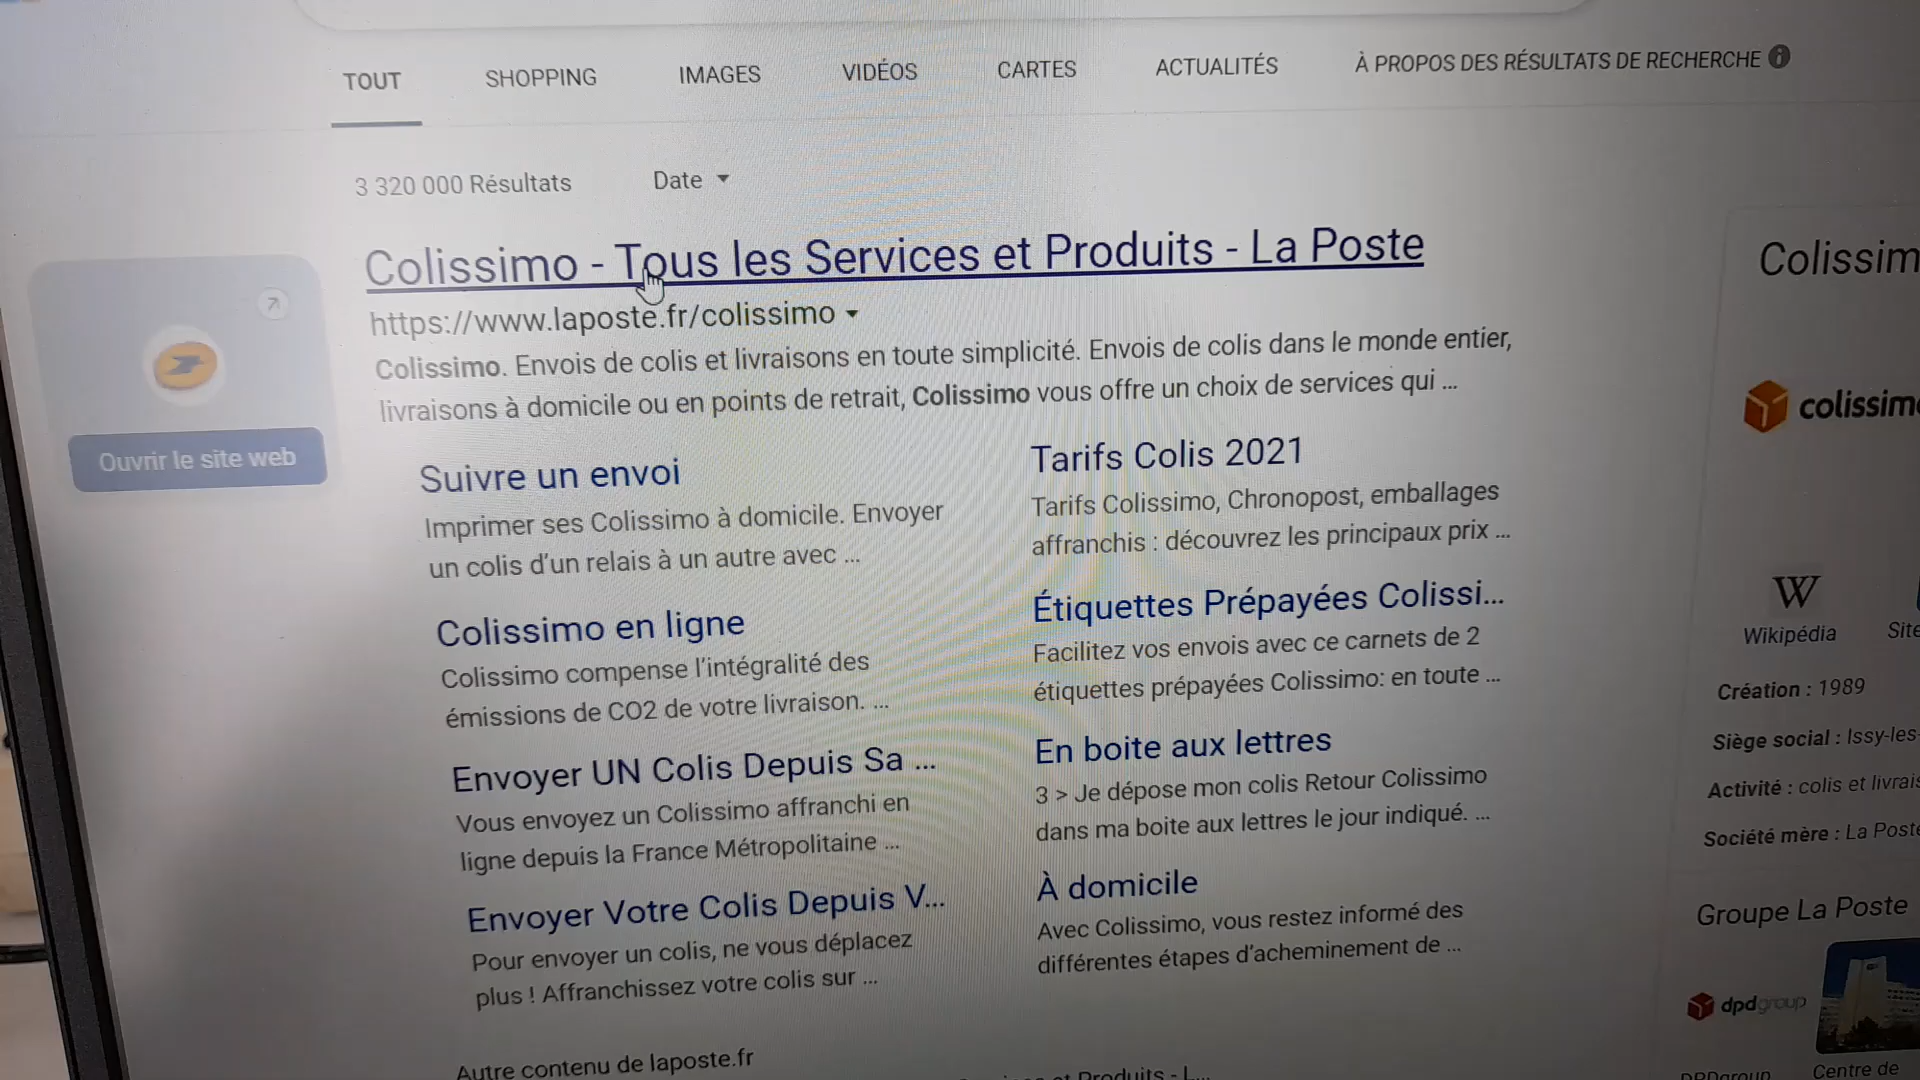 TOUT SHOPPING IMAGES VIDÉOS CARTES ACTUALITÉS À PROPOS DES RÉSULTATS DE RECHERCHE
3 320 000 Résultats Date
Colissimo - Tous les Services et Produits - La Poste
https://www.laposte.fr/colissimo
Colissimo. Envois de colis et livraisons en toute simplicité. Envois de colis dans le monde entier,
livraisons à domicile ou en points de retrait, Colissimo vous offre un choix de services qui ...
Ouvrir le site web
Suivre un envoi
Imprimer ses Colissimo à domicile. Envoyer
un colis d'un relais à un autre avec ...
Colissimo en ligne
Colissimo compense l'intégralité des
émissions de CO2 de votre livraison. ...
Envoyer UN Colis Depuis Sa ...
Vous envoyez un Colissimo affranchi en
ligne depuis la France Métropolitaine ...
Envoyer Votre Colis Depuis V...
Pour envoyer un colis, ne vous déplacez
plus ! Affranchissez votre colis sur ...
Tarifs Colis 2021
Tarifs Colissimo, Chronopost, emballages
affranchis : découvrez les principaux prix ...
Étiquettes Prépayées Colissi...
Facilitez vos envois avec ce carnets de 2
étiquettes prépayées Colissimo: en toute ...
En boite aux lettres
3 > Je dépose mon colis Retour Colissimo
dans ma boite aux lettres le jour indiqué. ...
À domicile
Avec Colissimo, vous restez informé des
différentes étapes d'acheminement de ...
Autre contenu de laposte.fr
et Produits - L...
Colissim
colissimo
W
Wikipédia Site
Création : 1989
Siège social : Issy-les-
Activité : colis et livrais
Société mère : La Poste
Groupe La Poste
dpdgroup
DPDgroup Centre de